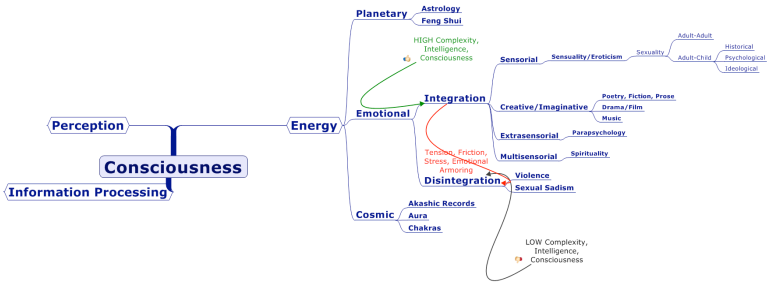 Planetary
Astrology
Feng Shui
HIGH Complexity,
Intelligence,
Consciousness
Adult-Adult
Sensorial
Sensuality/Eroticism
Sexuality
Adult-Child
Historical
Psychological
Ideological
Integration
Creative/Imaginative
Poetry, Fiction, Prose
Drama/Film
Music
Perception
Energy
Emotional
Extrasensorial
Parapsychology
Multisensorial
Spirituality
Consciousness
Tension, Friction,
Stress, Emotional
Armoring
Disintegration
Violence
Sexual Sadism
Information Processing
Cosmic
Akashic Records
Aura
Chakras
LOW Complexity,
Intelligence,
Consciousness